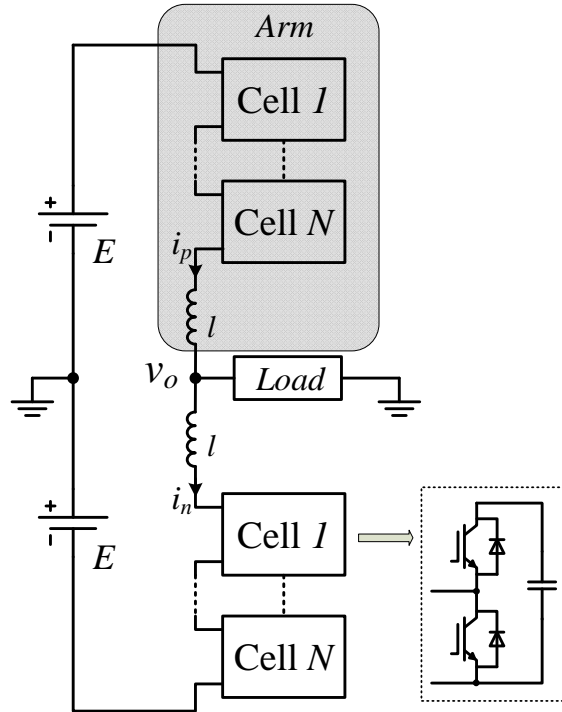 Arm
Cell 1
Cell N
+
E
i_p
l
v_o
Load
l
+
E
i_n
Cell 1
Cell N